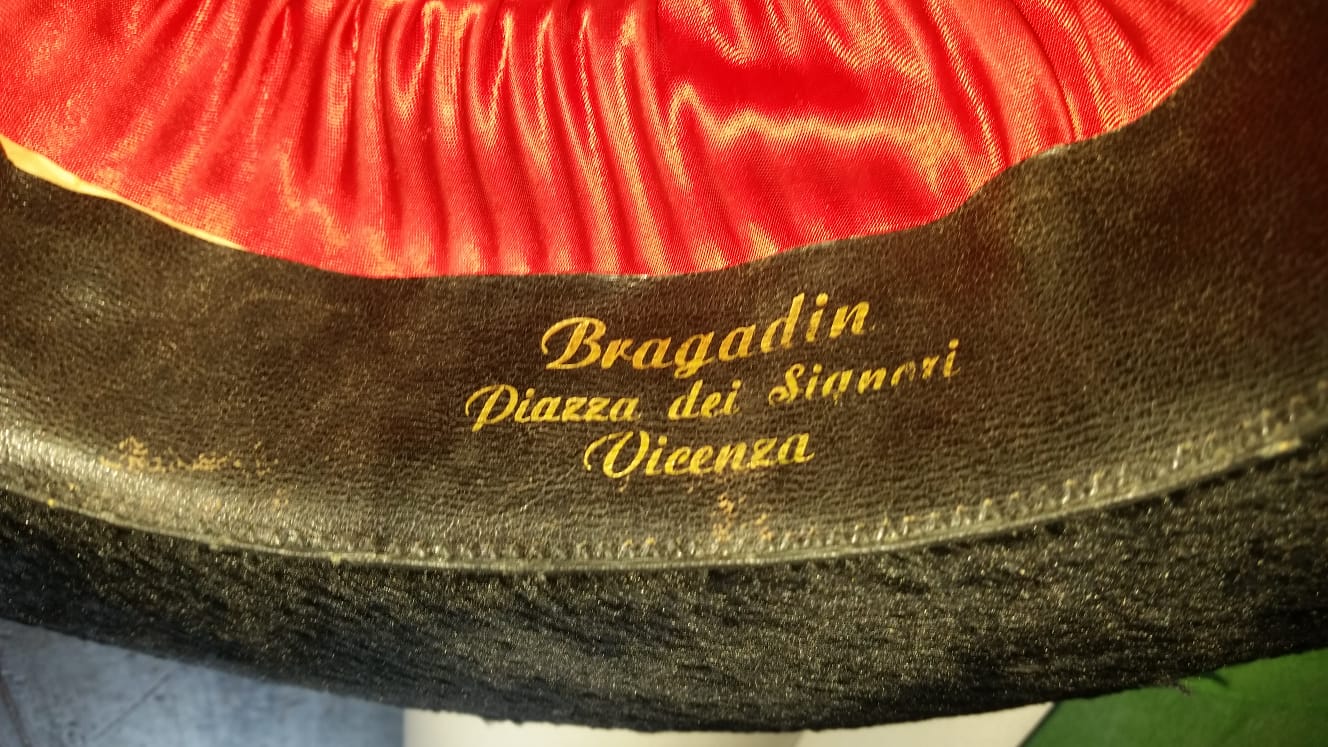 Bragadin
Piazza dei Signori
Vicenza